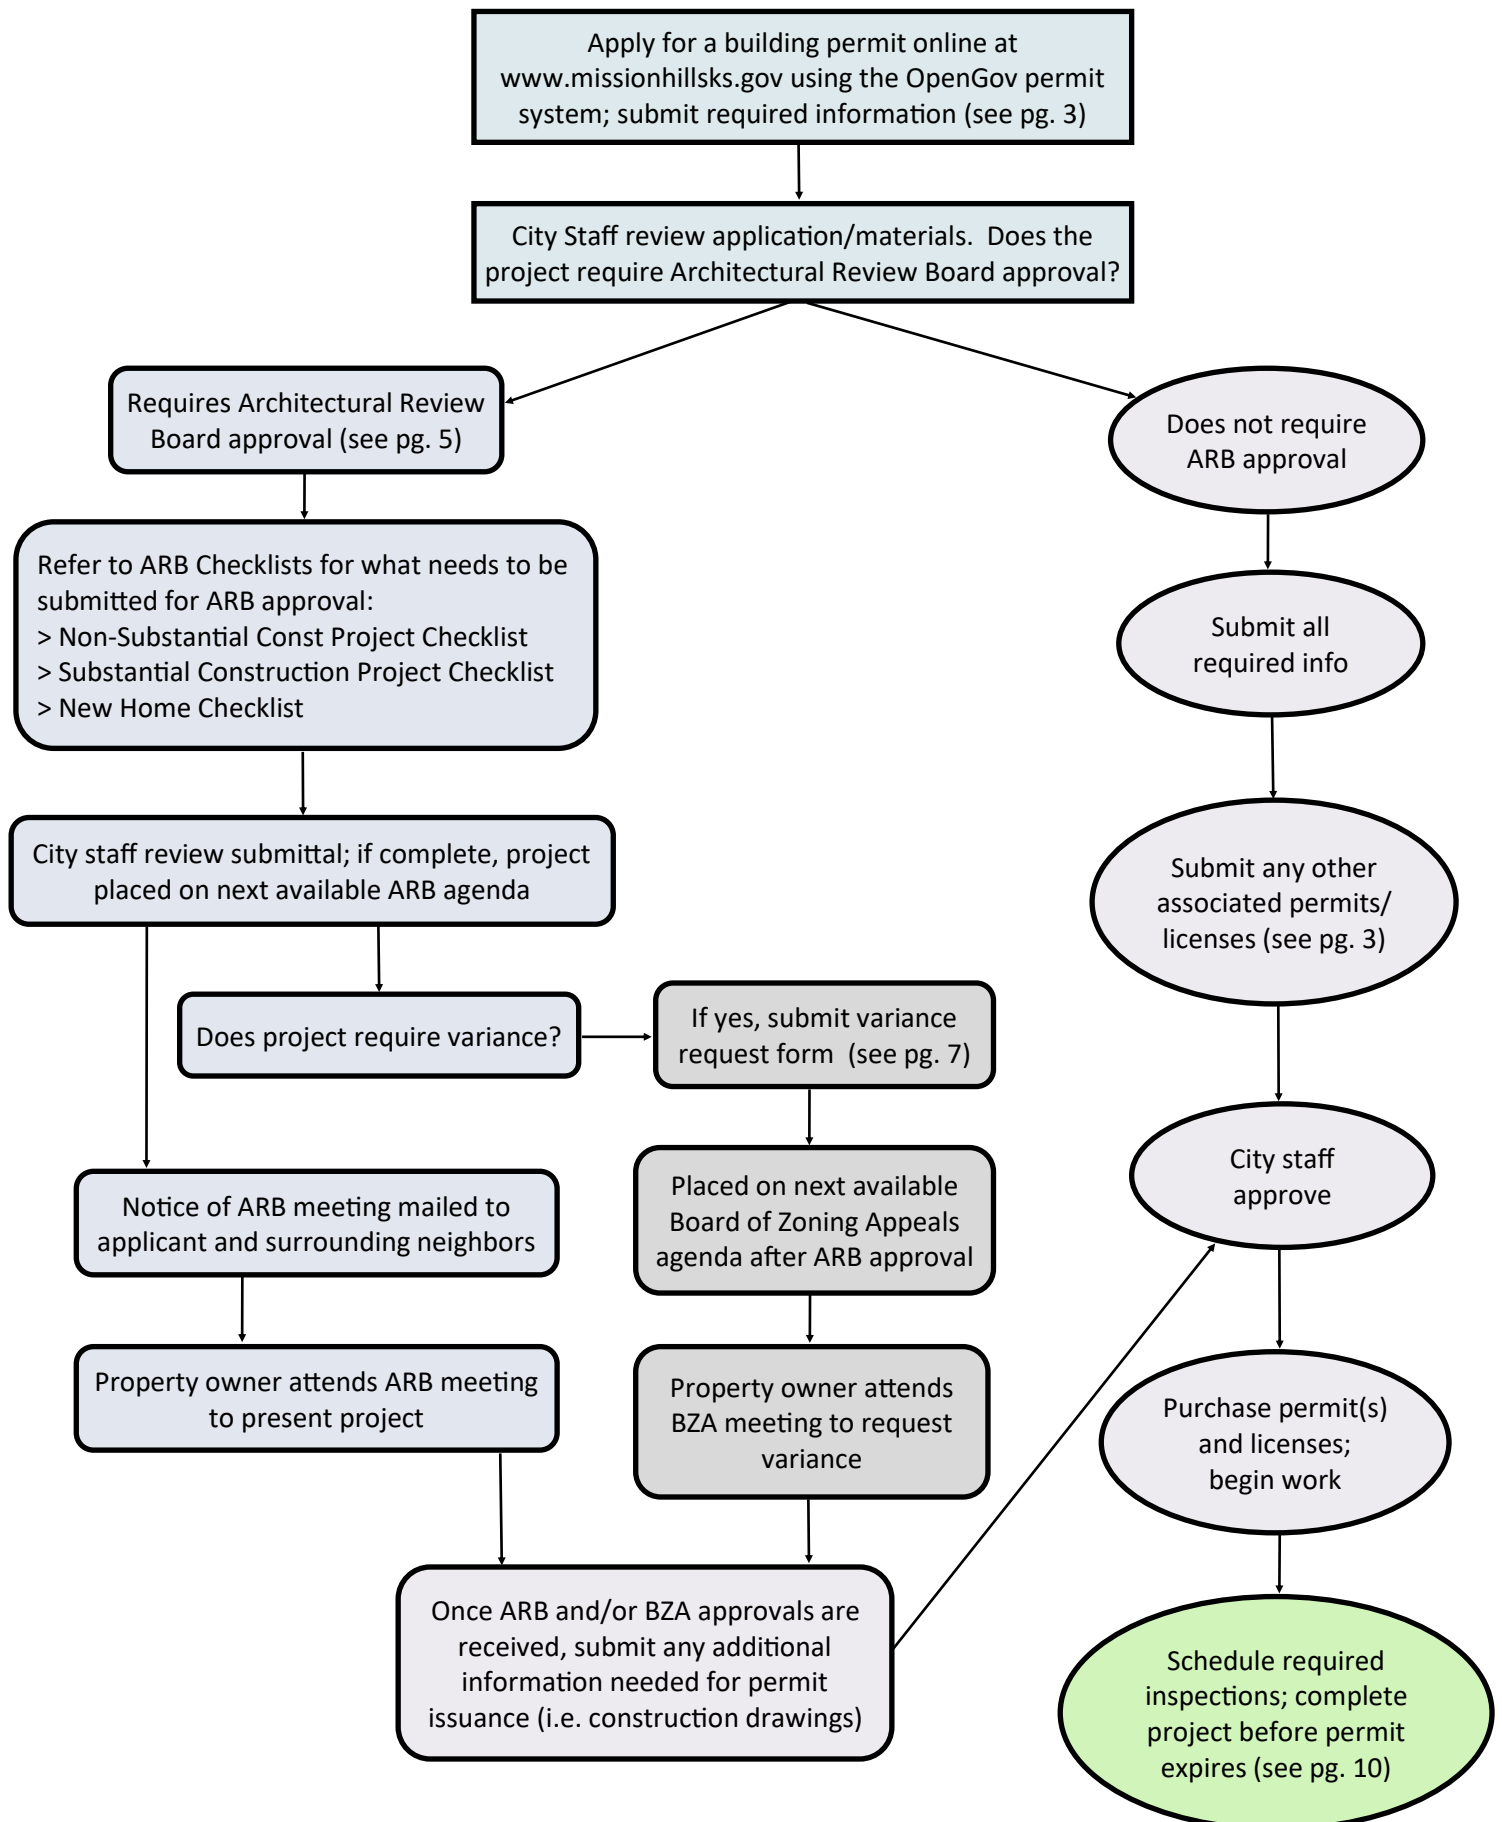 Apply for a building permit online at
www.missionhillsks.gov using the OpenGov permit
system; submit required information (see pg. 3)
City Staff review application/materials.  Does the
project require Architectural Review Board approval?
Requires Architectural Review
Board approval (see pg. 5)
Does not require
ARB approval
Refer to ARB Checklists for what needs to be
submitted for ARB approval:
> Non-Substantial Const Project Checklist
> Substantial Construction Project Checklist
> New Home Checklist
Submit all
required info
City staff review submittal; if complete, project
placed on next available ARB agenda
Submit any other
associated permits/
licenses (see pg. 3)
Does project require variance?
If yes, submit variance
request form  (see pg. 7)
Notice of ARB meeting mailed to
applicant and surrounding neighbors
Placed on next available
Board of Zoning Appeals
agenda after ARB approval
City staff
approve
Property owner attends ARB meeting
to present project
Property owner attends
BZA meeting to request
variance
Purchase permit(s)
and licenses;
begin work
Once ARB and/or BZA approvals are
received, submit any additional
information needed for permit
issuance (i.e. construction drawings)
Schedule required
inspections; complete
project before permit
expires (see pg. 10)